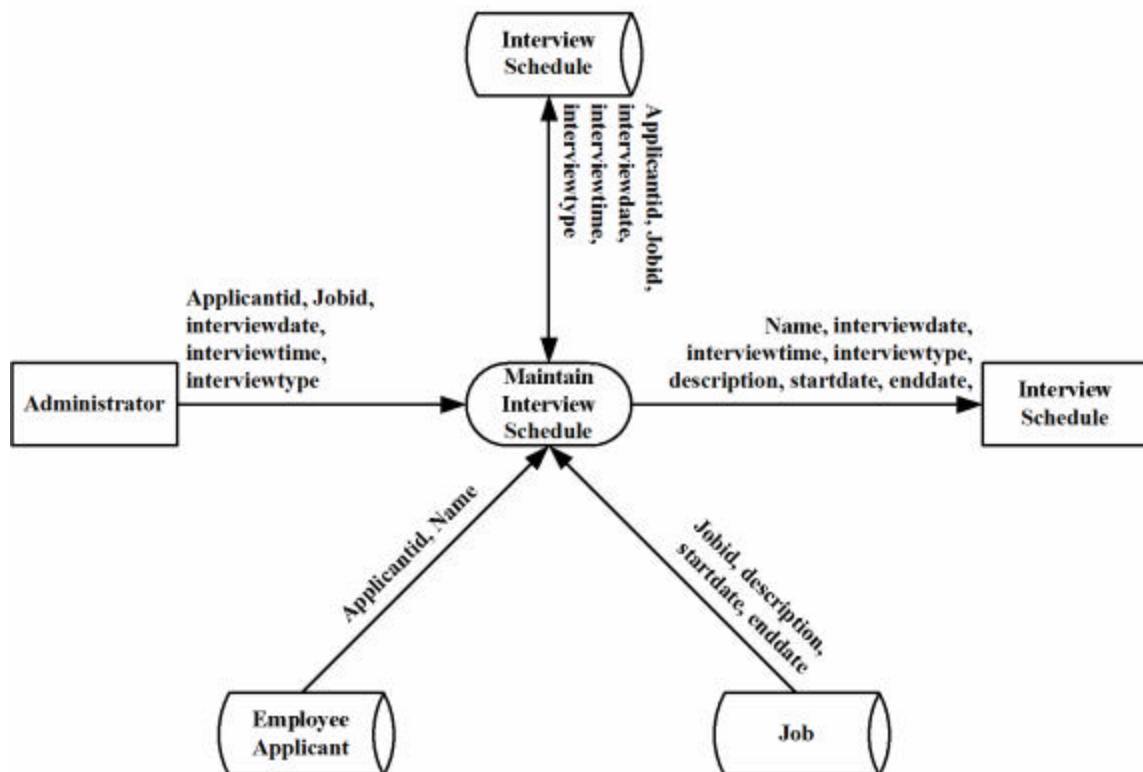 Interview
Schedule
Applicantid, Jobid,
interviewdate,
interviewtime,
interviewtype
Applicantid, Jobid,
interviewdate,
interviewtime,
interviewtype
Name, interviewdate,
interviewtime, interviewtype,
description, startdate, enddate,
Administrator
Maintain
Interview
Schedule
Interview
Schedule
Applicantid, Name
Jobid, description,
startdate, enddate
Employee
Applicant
Job